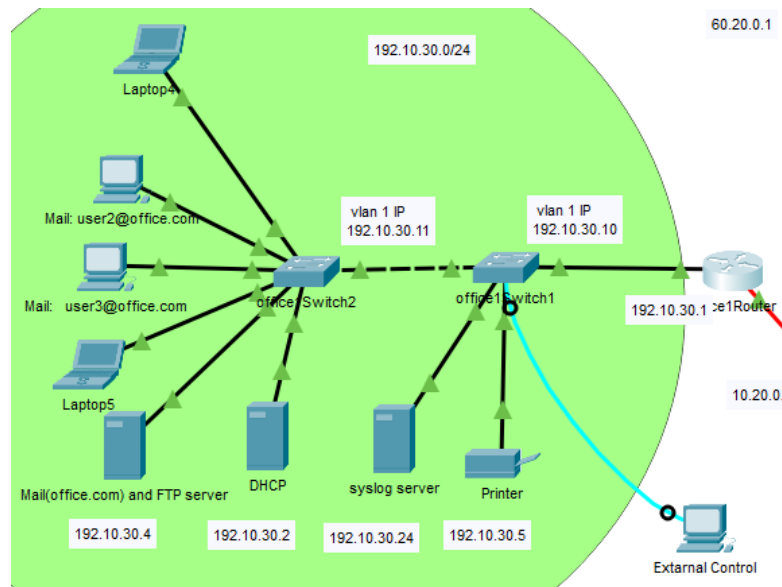 60.20.0.1
192.10.30.0/24
Laptop4
Mail: user2@office.com
vlan 1 IP
192.10.30.11
vlan 1 IP
192.10.30.10
Mail: user3@office.com
office1Switch2
office1Switch1
192.10.30.1
ce1Router
Laptop5
10.20.0.
Mail(office.com) and FTP server
DHCP
syslog server
Printer
192.10.30.4
192.10.30.2
192.10.30.24
192.10.30.5
Extarnal Control